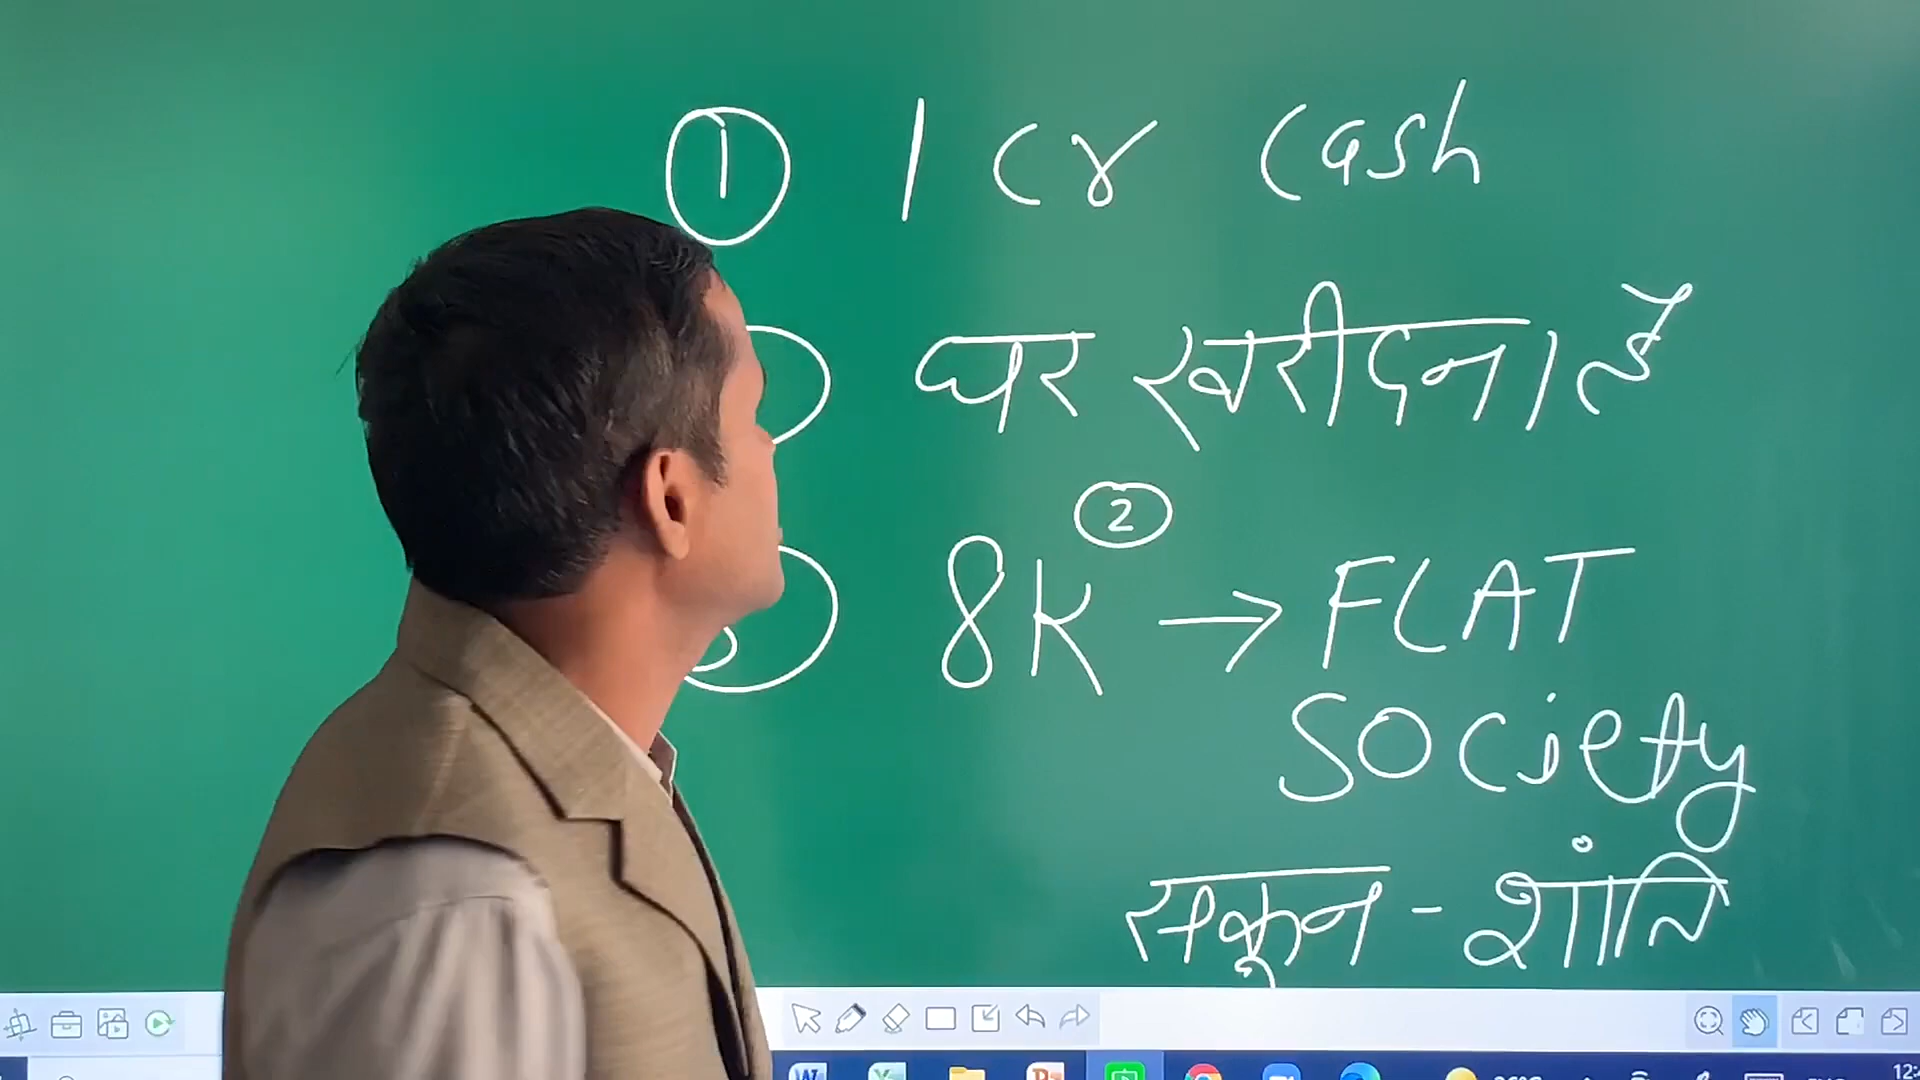 ① 1 Cr Cash
घर खरीदना है
②
8K → FLAT
SOCiety
सकून - शांति